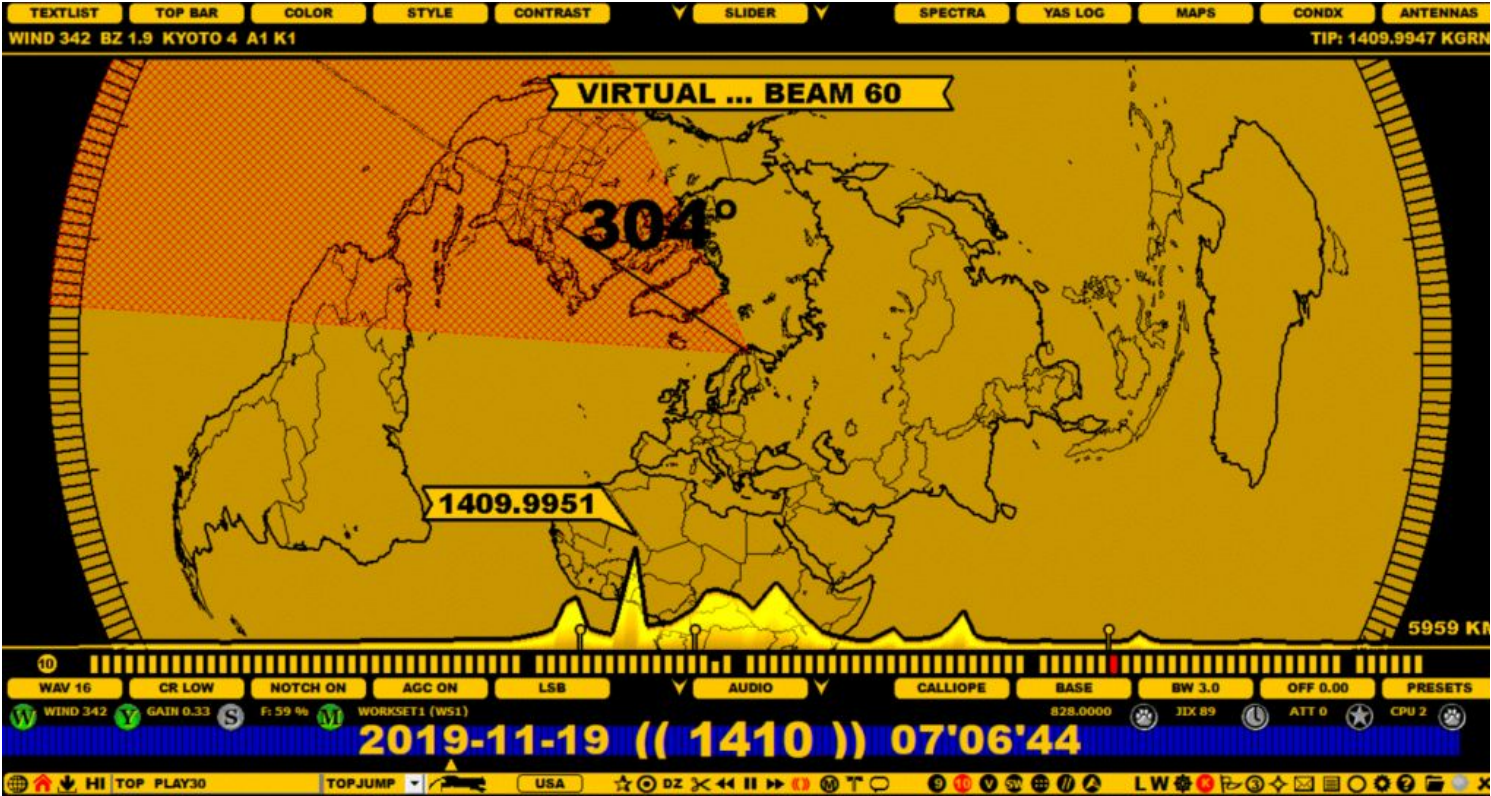 TEXTLIST TOP BAR COLOR STYLE CONTRAST SLIDER SPECTRA YAS LOG MAPS CONDX ANTENNAS
WIND 342 BZ 1.9 KYOTO 4 A1 K1 TIP: 1409.9947 KGRN
VIRTUAL ... BEAM 60
304°
1409.9951
5959 KM
10
WAV 16 CR LOW NOTCH ON AGC ON LSB AUDIO CALLIOPE BASE BW 3.0 OFF 0.00 PRESETS
W WIND 342 Y GAIN 0.33 S F: 59 % M WORKSET1 (WS1) 828.0000 JIX 89 ATT 0 CPU 2
2019-11-19 (( 1410 )) 07'06'44
HI TOP PLAY30 TOPJUMP USA DZ M 9 10 V SW L W K 3 ?